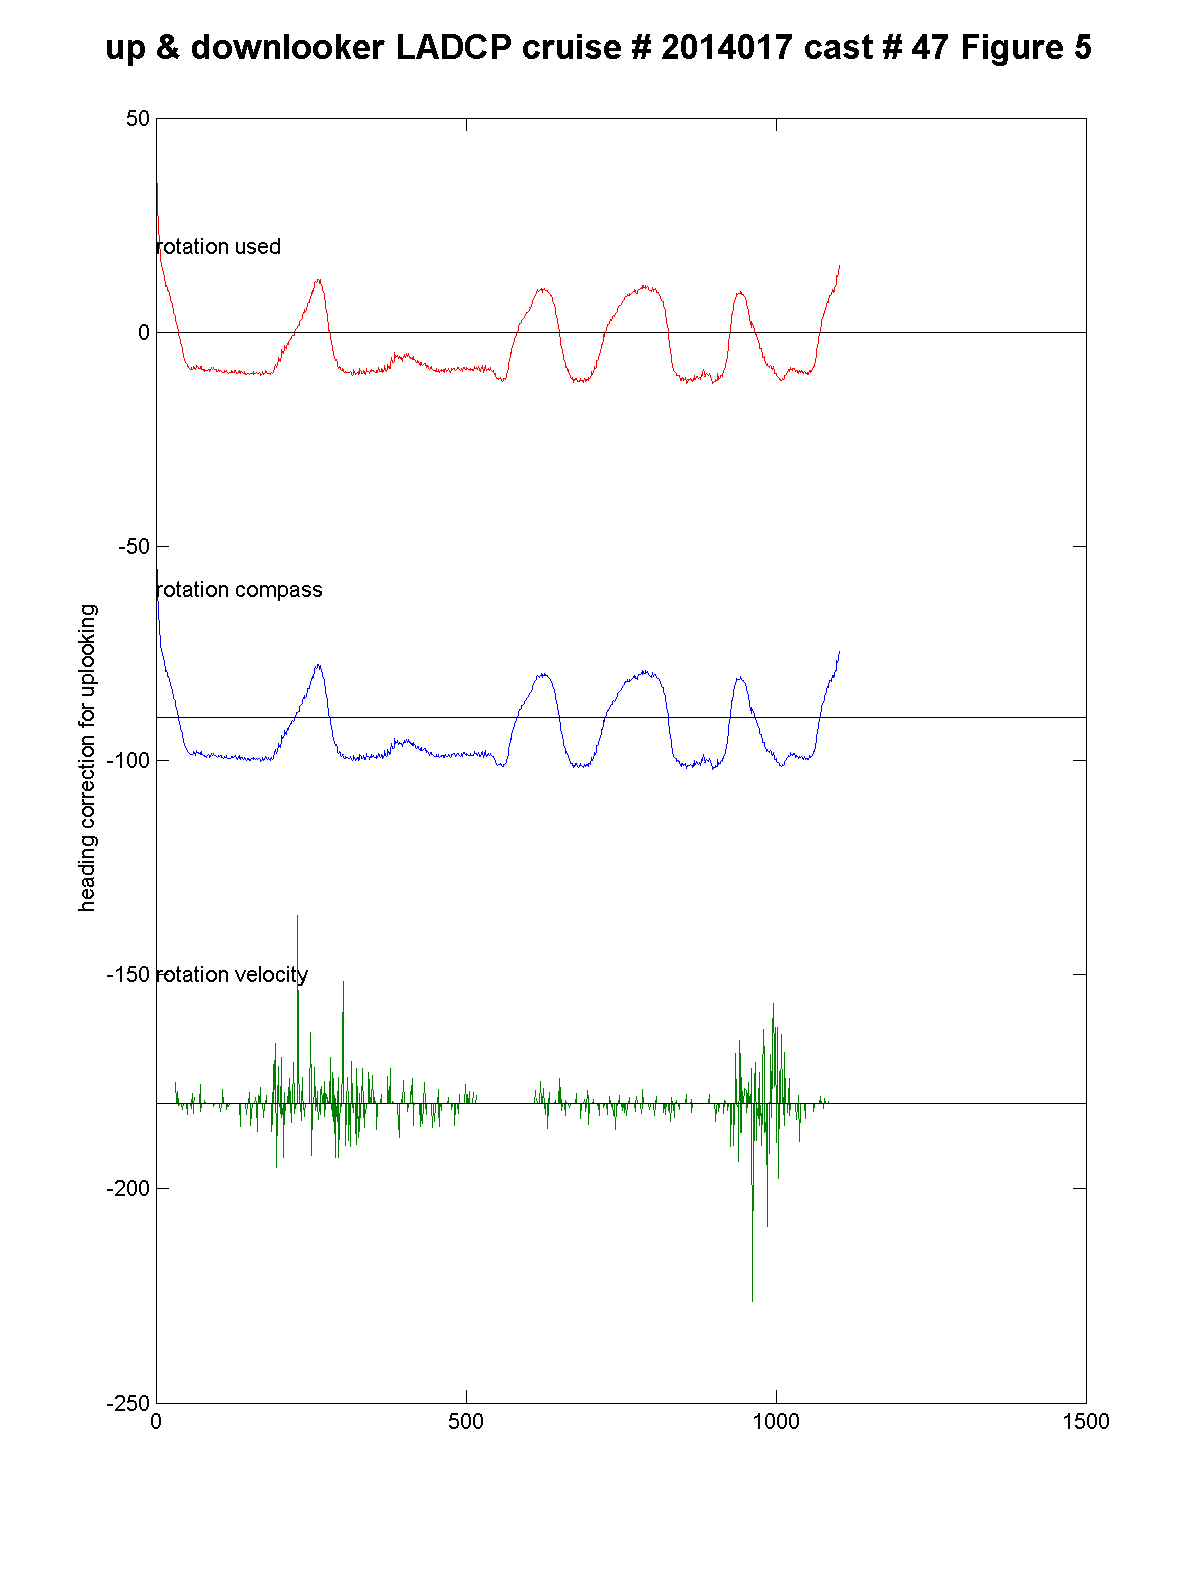 up & downlooker LADCP cruise # 2014017 cast # 47 Figure 5
50
rotation used
0
-50
rotation compass
heading correction for uplooking
-100
-150
rotation velocity
-200
-250
0 500 1000 1500